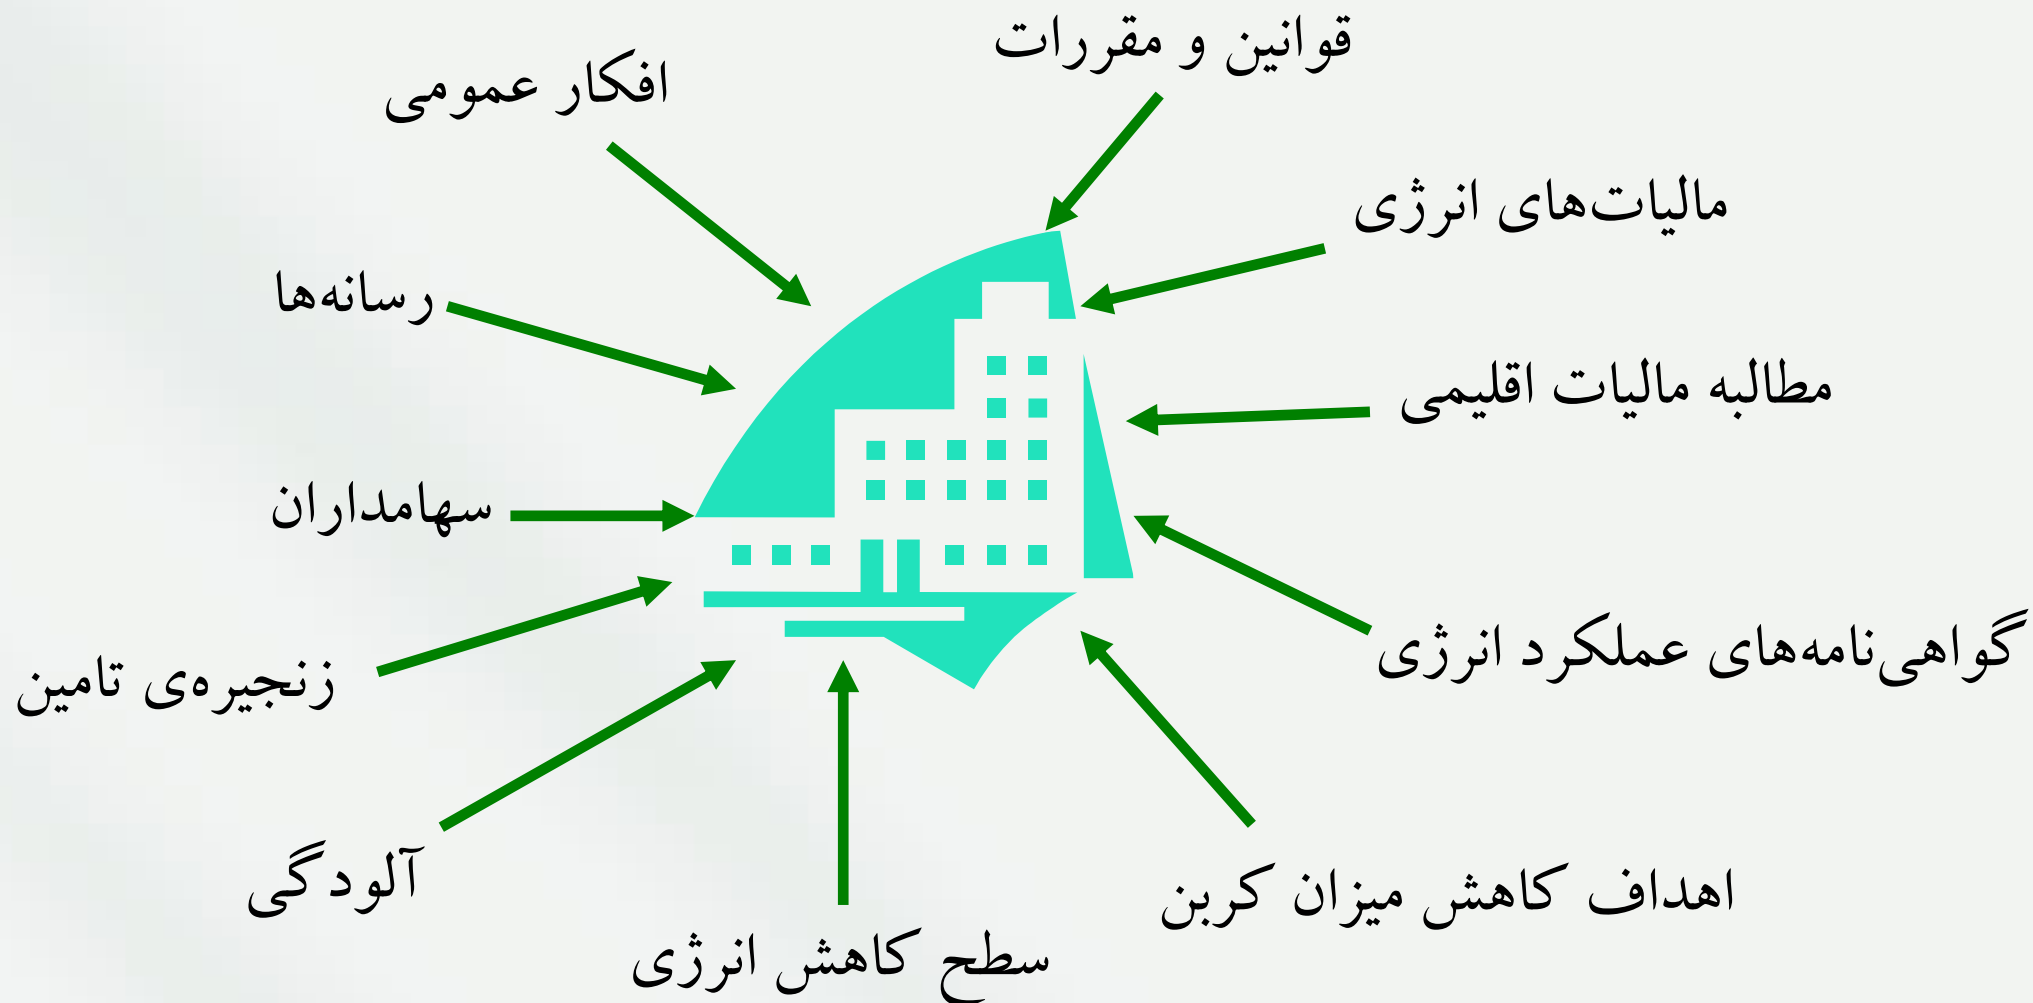 قوانین و مقررات
افکار عمومی
مالیات‌های انرژی
رسانه‌ها
مطالبه مالیات اقلیمی
سهامداران
گواهی‌نامه‌های عملکرد انرژی
زنجیره‌ی تامین
اهداف کاهش میزان کربن
آلودگی
سطح کاهش انرژی